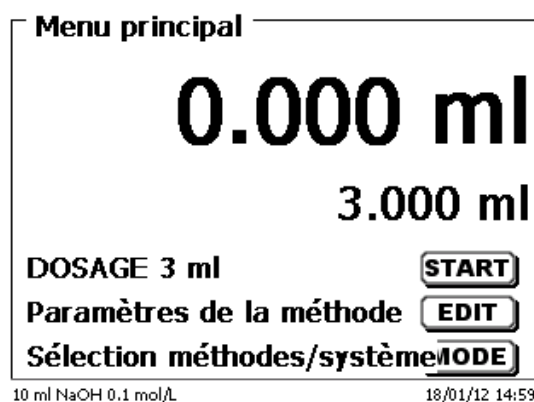 Menu principal
0.000 ml
3.000 ml
DOSAGE 3 ml START
Paramètres de la méthode EDIT
Sélection méthodes/système MODE
10 ml NaOH 0.1 mol/L 18/01/12 14:59